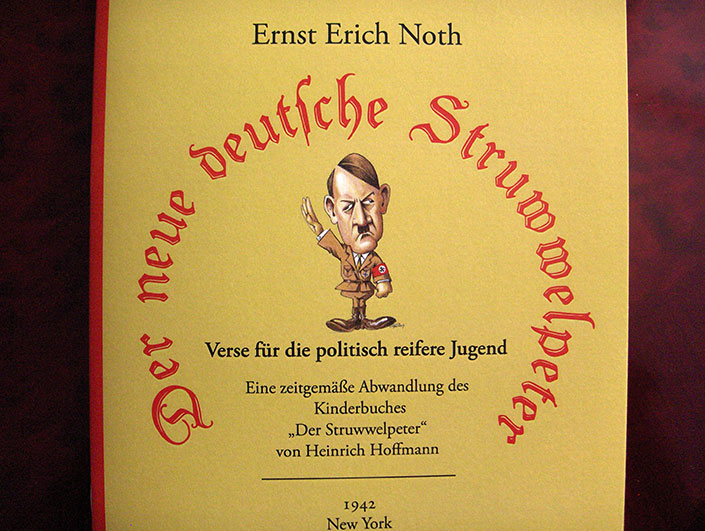 Ernst Erich Noth
Der neue deutsche Struwwelpeter
Verse für die politisch reifere Jugend
Eine zeitgemäße Abwandlung des
Kinderbuches
„Der Struwwelpeter“
von Heinrich Hoffmann
1942
New York